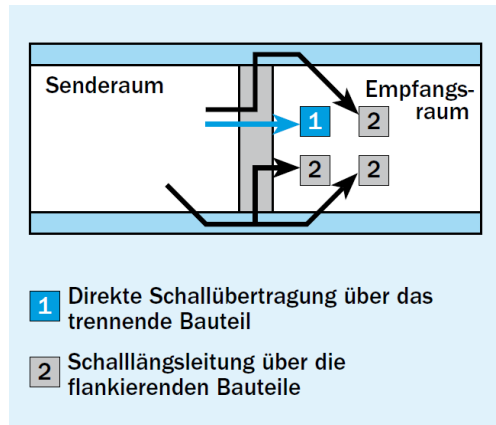 Senderaum
Empfangs-
raum
1
2
2
2
1 Direkte Schallübertragung über das
trennende Bauteil
2 Schalllängsleitung über die
flankierenden Bauteile